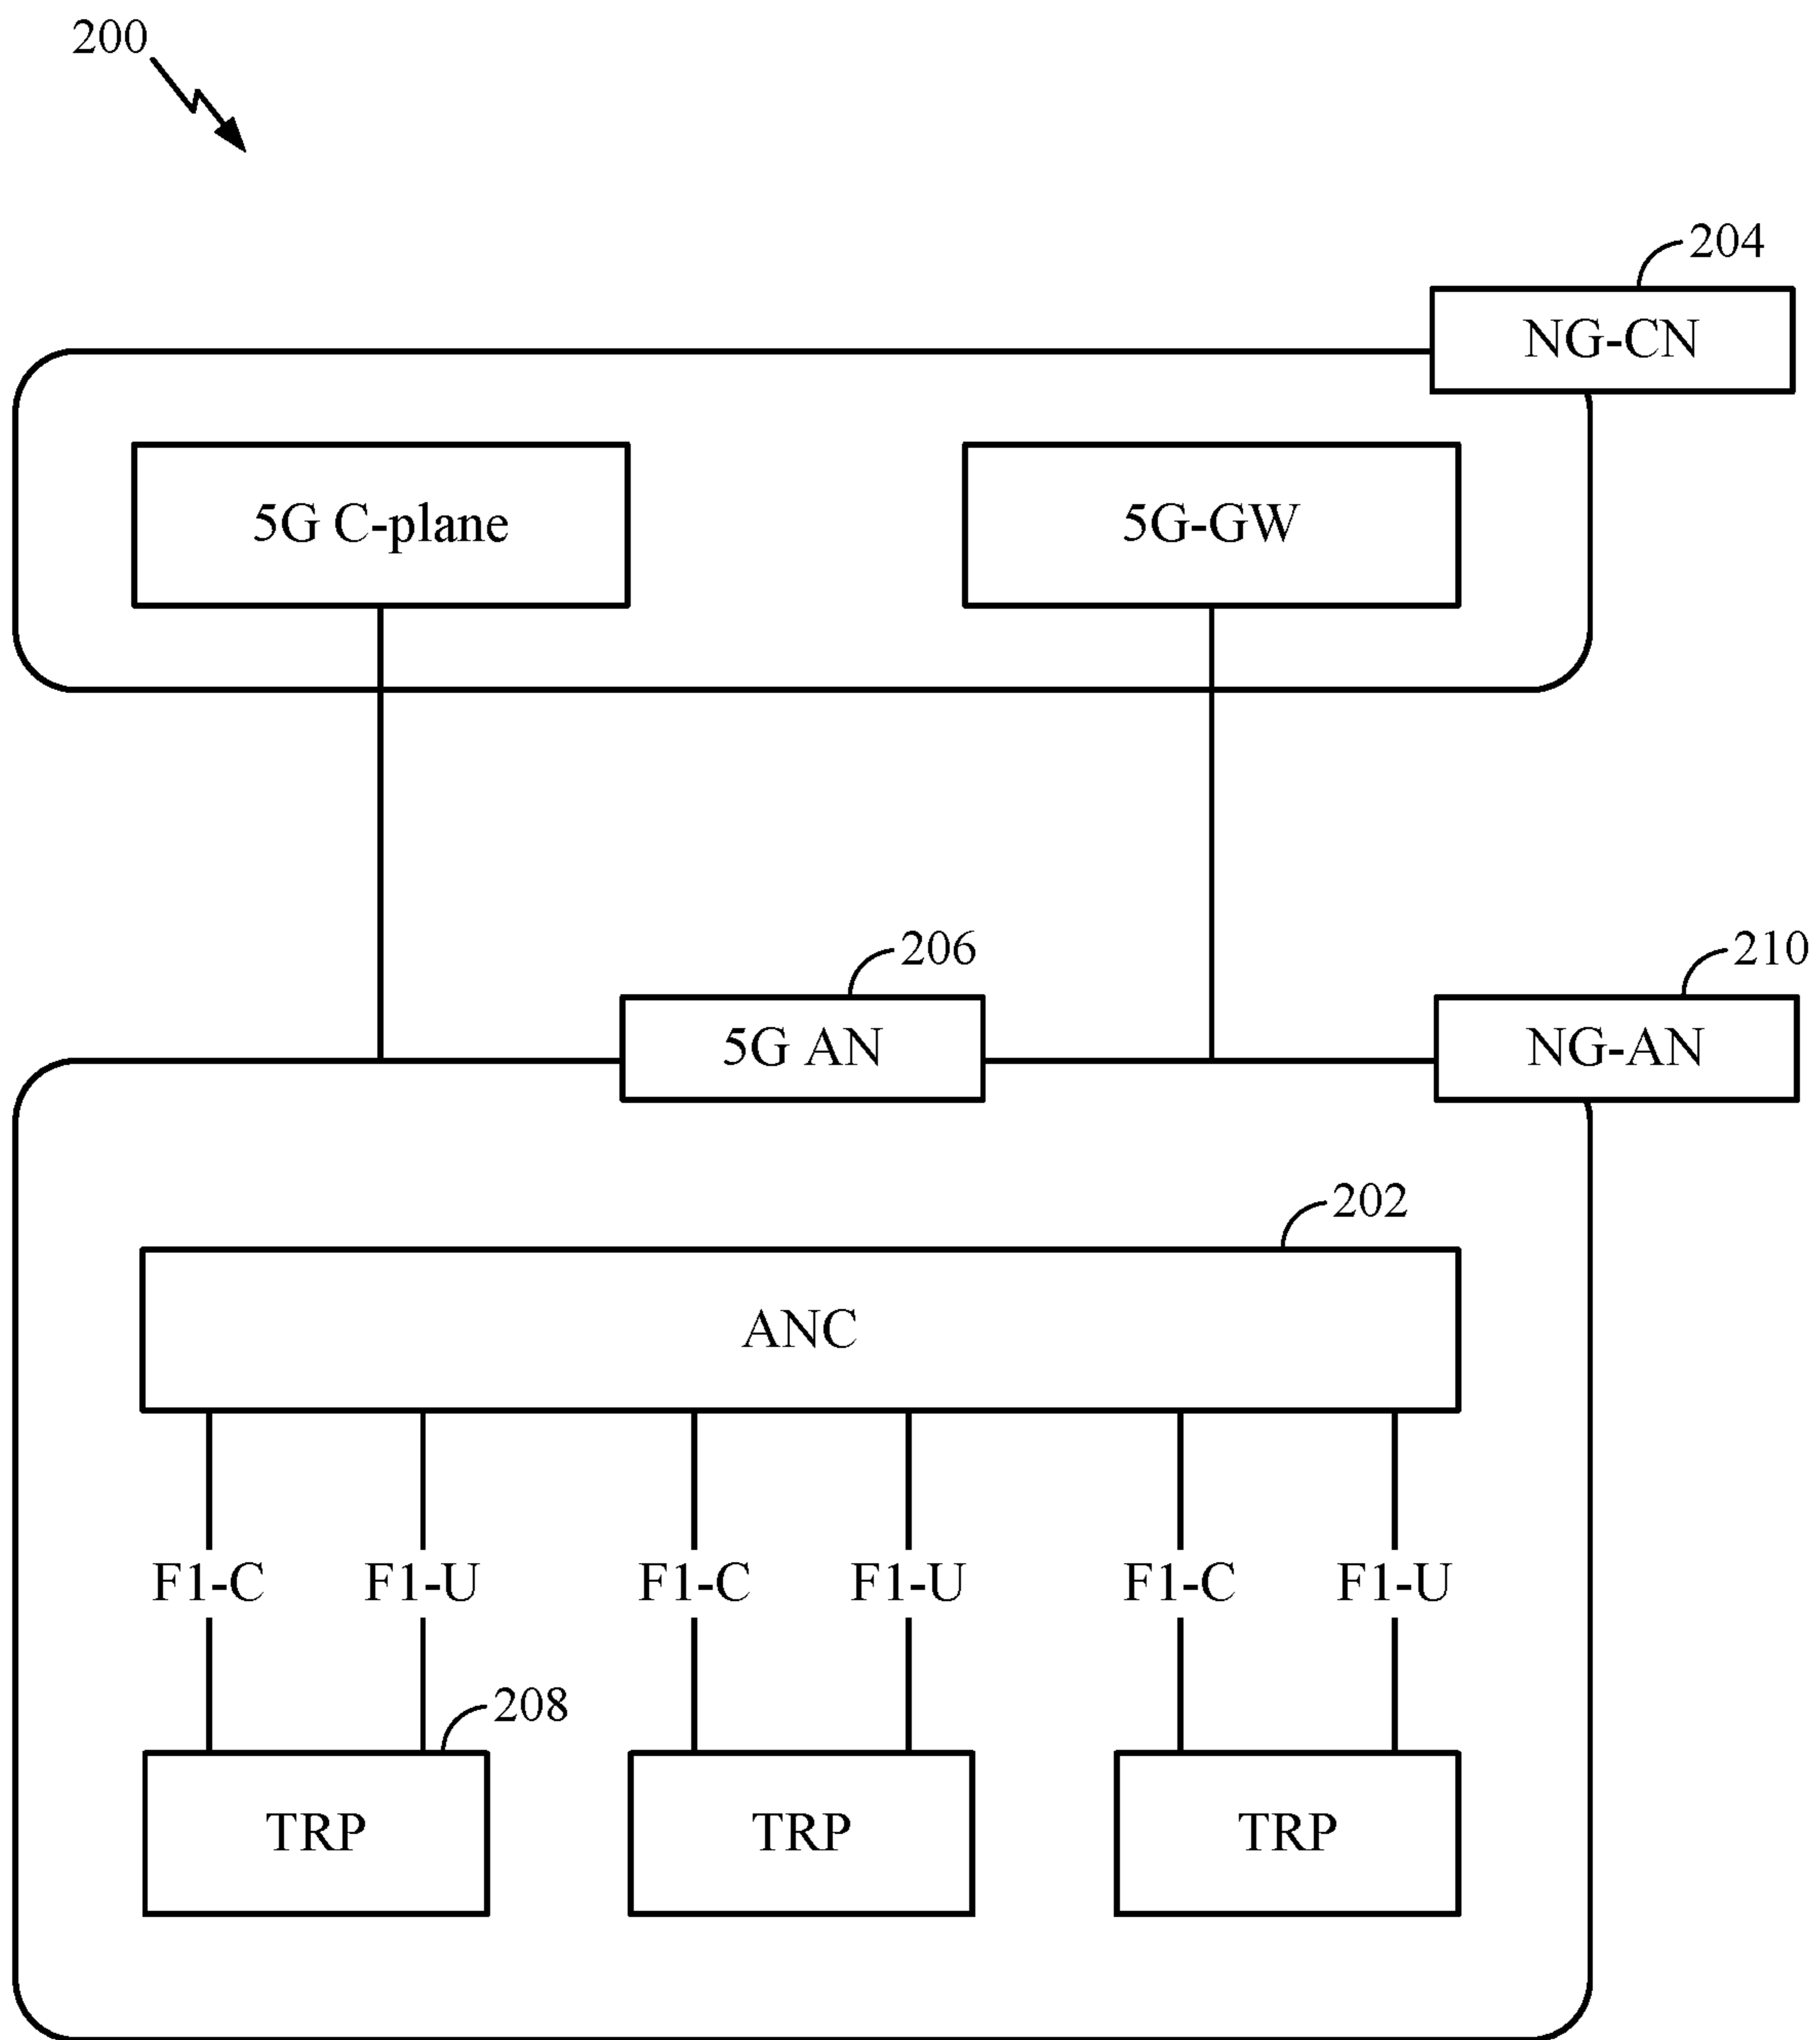 200
204
NG-CN
5G C-plane
5G-GW
206
210
5G AN
NG-AN
202
ANC
F1-C
F1-U
F1-C
F1-U
F1-C
F1-U
208
TRP
TRP
TRP